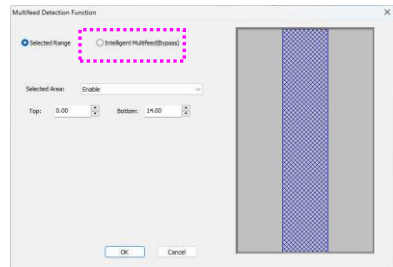 Multifeed Detection Function
Selected Range Intelligent Multifeed(Bypass)
Selected Area: Enable
Top: 0.00 Bottom: 14.00
OK Cancel